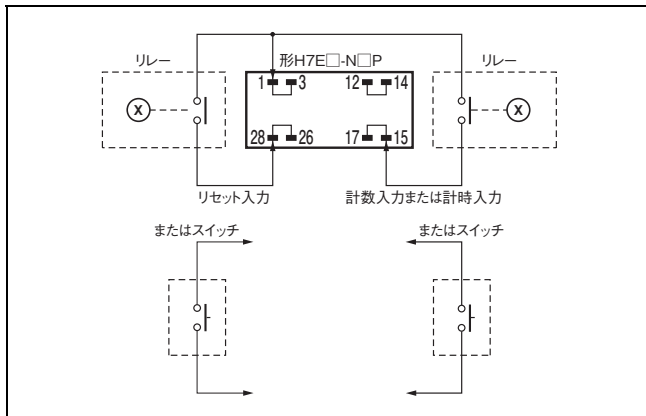 リレー
形H7E□-N□P
リレー
1 3 12 14
X
X
28 26 17 15
リセット入力
計数入力または計時入力
またはスイッチ
またはスイッチ